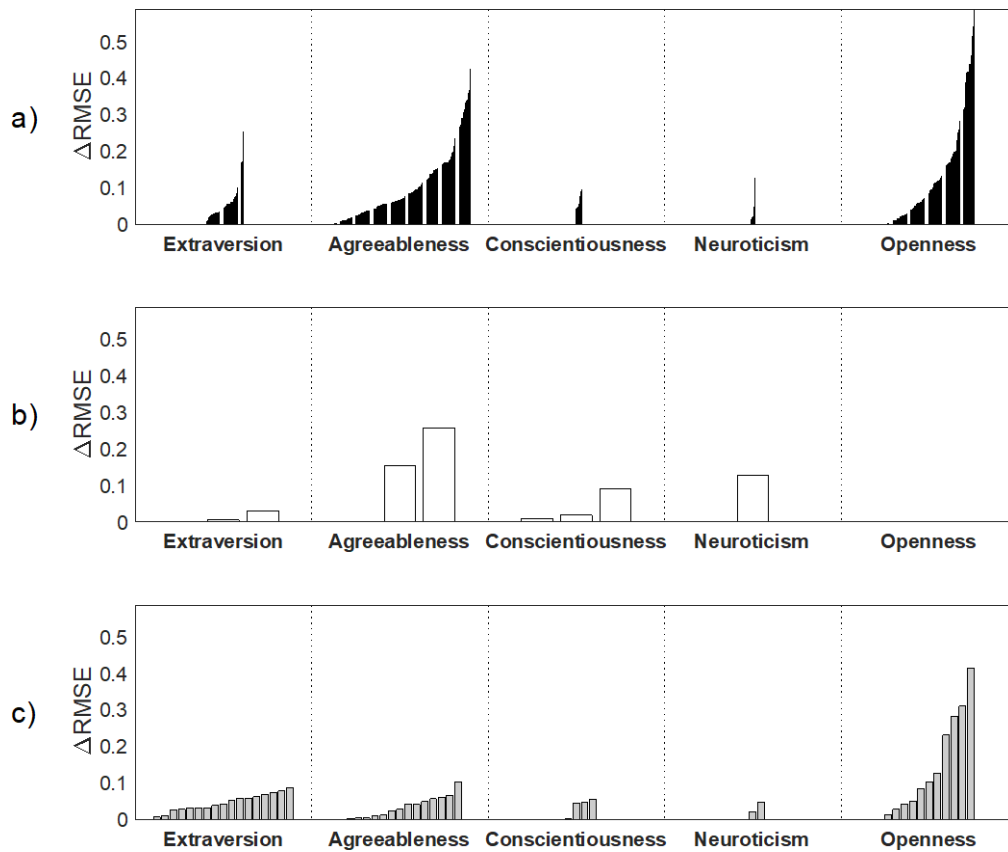 a)
ΔRMSE
0.5
0.4
0.3
0.2
0.1
0
Extraversion Agreeableness Conscientiousness Neuroticism Openness
b)
ΔRMSE
0.5
0.4
0.3
0.2
0.1
0
Extraversion Agreeableness Conscientiousness Neuroticism Openness
c)
ΔRMSE
0.5
0.4
0.3
0.2
0.1
0
Extraversion Agreeableness Conscientiousness Neuroticism Openness